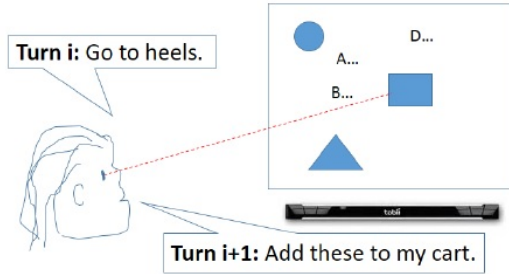 Turn i: Go to heels.
D...
A...
B...
tobii
Turn i+1: Add these to my cart.